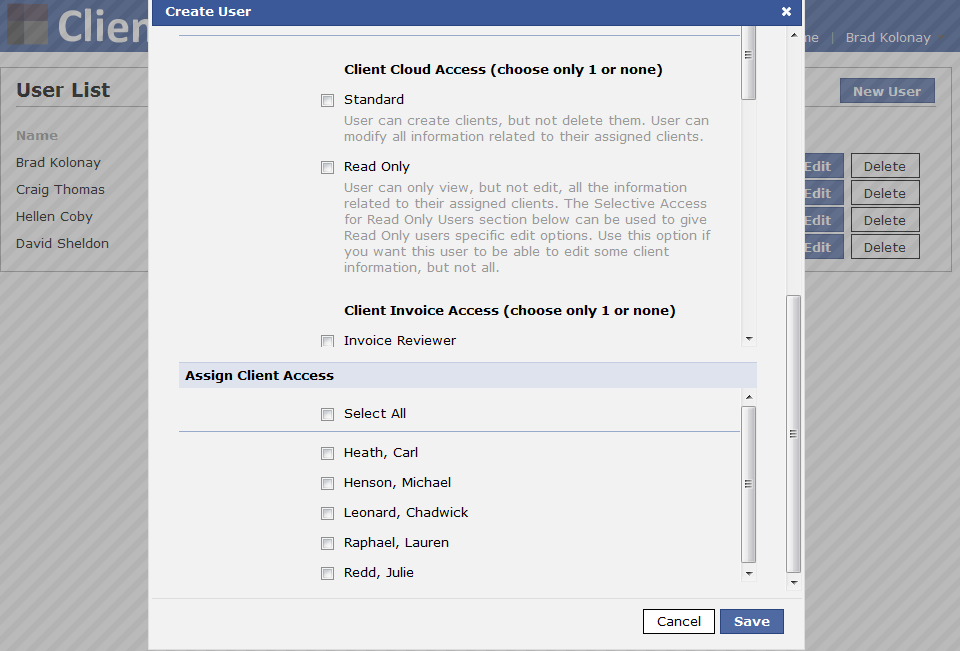 Create User
Clien
me | Brad Kolonay
User List
New User
Name
Brad Kolonay
Edit Delete
Craig Thomas
Edit Delete
Hellen Coby
Edit Delete
David Sheldon
Edit Delete
Client Cloud Access (choose only 1 or none)
Standard
User can create clients, but not delete them. User can
modify all information related to their assigned clients.
Read Only
User can only view, but not edit, all the information
related to their assigned clients. The Selective Access
for Read Only Users section below can be used to give
Read Only users specific edit options. Use this option if
you want this user to be able to edit some client
information, but not all.
Client Invoice Access (choose only 1 or none)
Invoice Reviewer
Assign Client Access
Select All
Heath, Carl
Henson, Michael
Leonard, Chadwick
Raphael, Lauren
Redd, Julie
Cancel Save